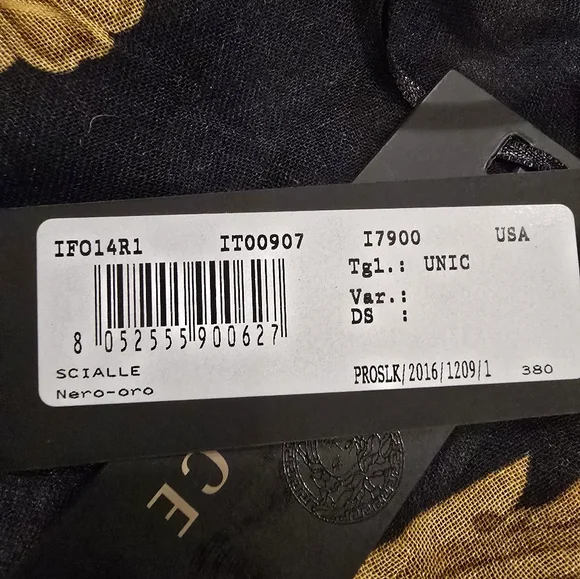 IFO14R1 IT00907 I7900 USA
Tgl.: UNIC
Var.:
DS :
8 052555 900627
SCIALLE PROSLK/2016/1209/1 380
Nero-oro
CE